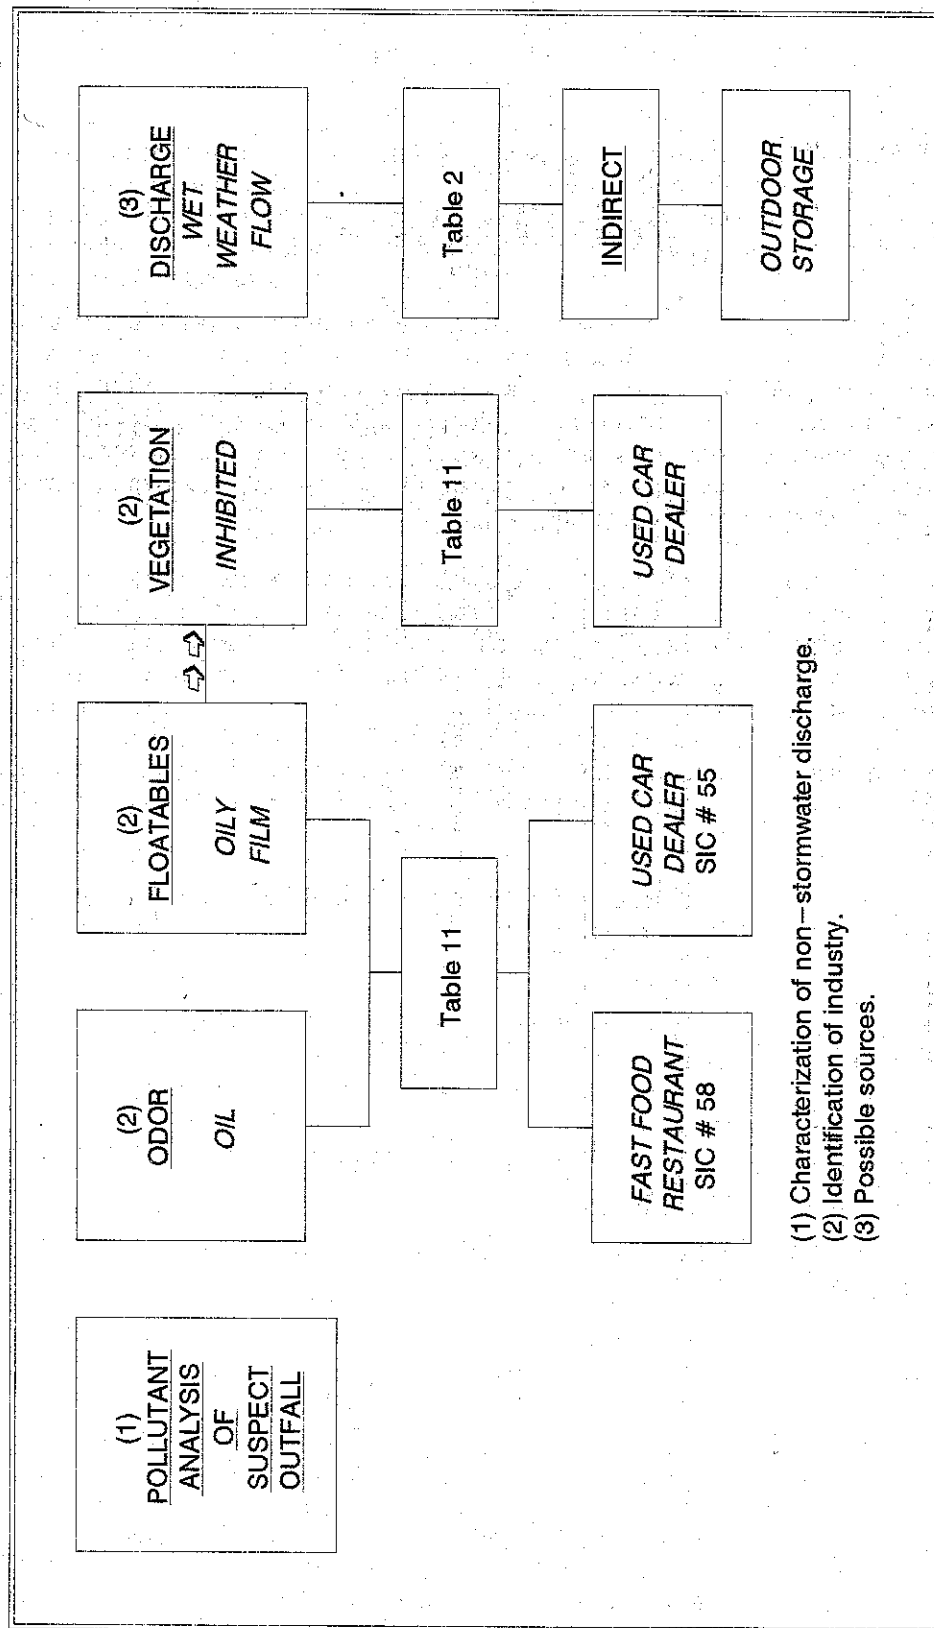 (1)
POLLUTANT
ANALYSIS
OF
SUSPECT
OUTFALL
(2)
ODOR
OIL
(2)
FLOATABLES
OILY
FILM
(2)
VEGETATION
INHIBITED
(3)
DISCHARGE
WET
WEATHER
FLOW
Table 11
Table 11
Table 2
INDIRECT
FAST FOOD
RESTAURANT
SIC # 58
USED CAR
DEALER
SIC # 55
USED CAR
DEALER
OUTDOOR
STORAGE
(1) Characterization of non-stormwater discharge.
(2) Identification of industry.
(3) Possible sources.